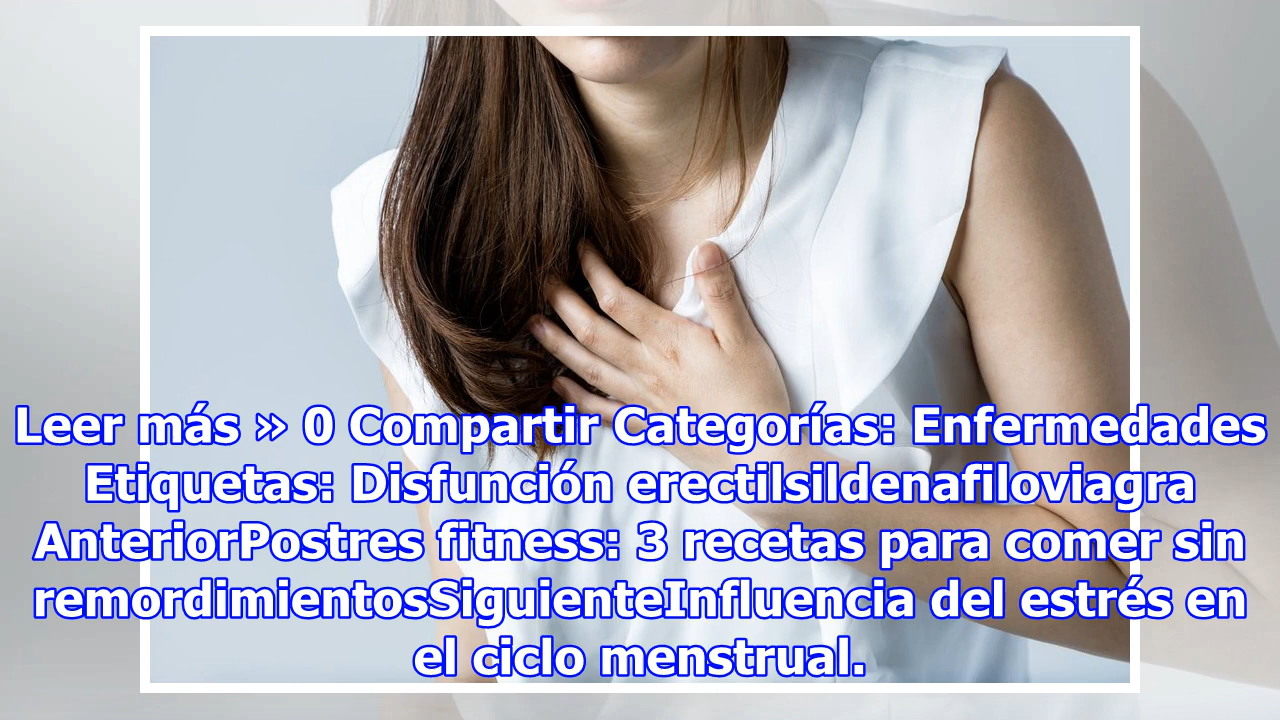 Leer más » 0 Compartir Categorías: Enfermedades
Etiquetas: Disfunción erectilsildenafiloviagra
AnteriorPostres fitness: 3 recetas para comer sin
remordimientosSiguienteInfluencia del estrés en
el ciclo menstrual.